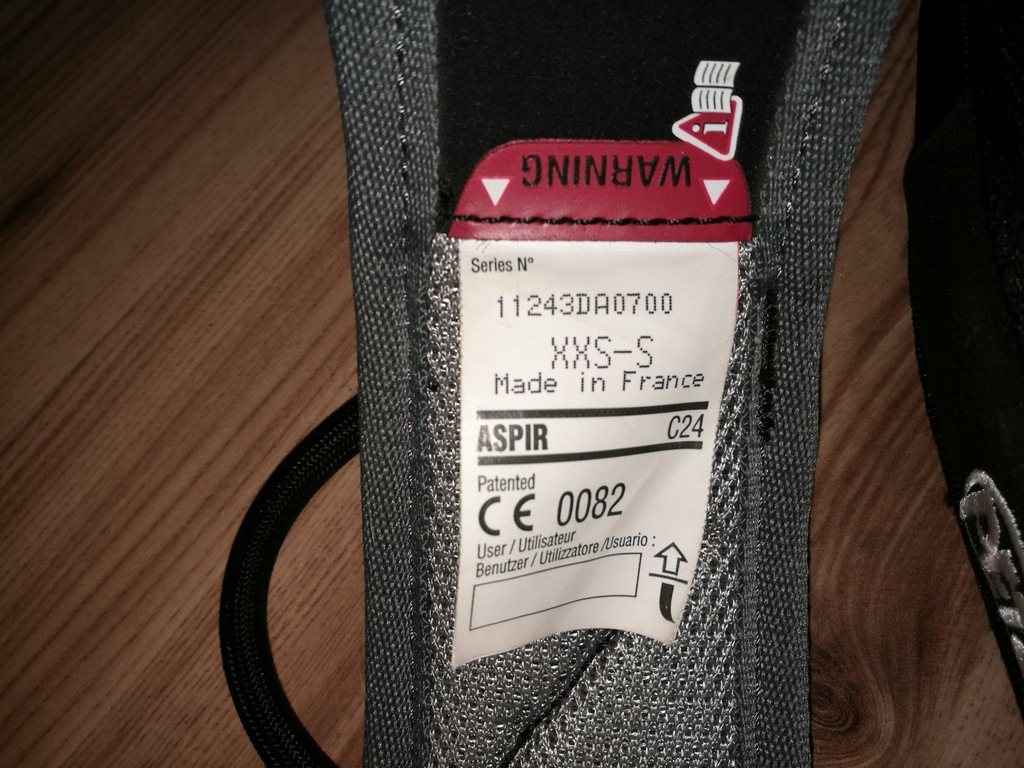 WARNING
Series N°
11243DA0700
XXS-S
Made in France
ASPIR C24
Patented
CE 0082
User / Utilisateur
Benutzer / Utilizzatore /Usuario :